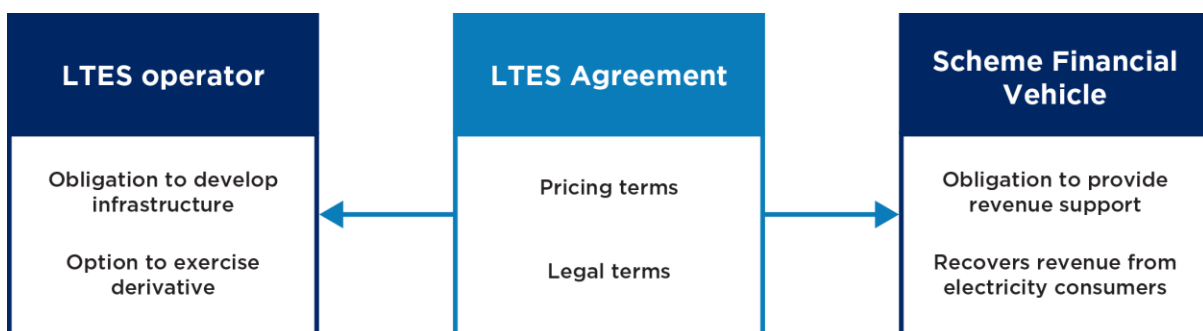 LTES operator
Obligation to develop
infrastructure
Option to exercise
derivative
LTES Agreement
Pricing terms
Legal terms
Scheme Financial
Vehicle
Obligation to provide
revenue support
Recovers revenue from
electricity consumers